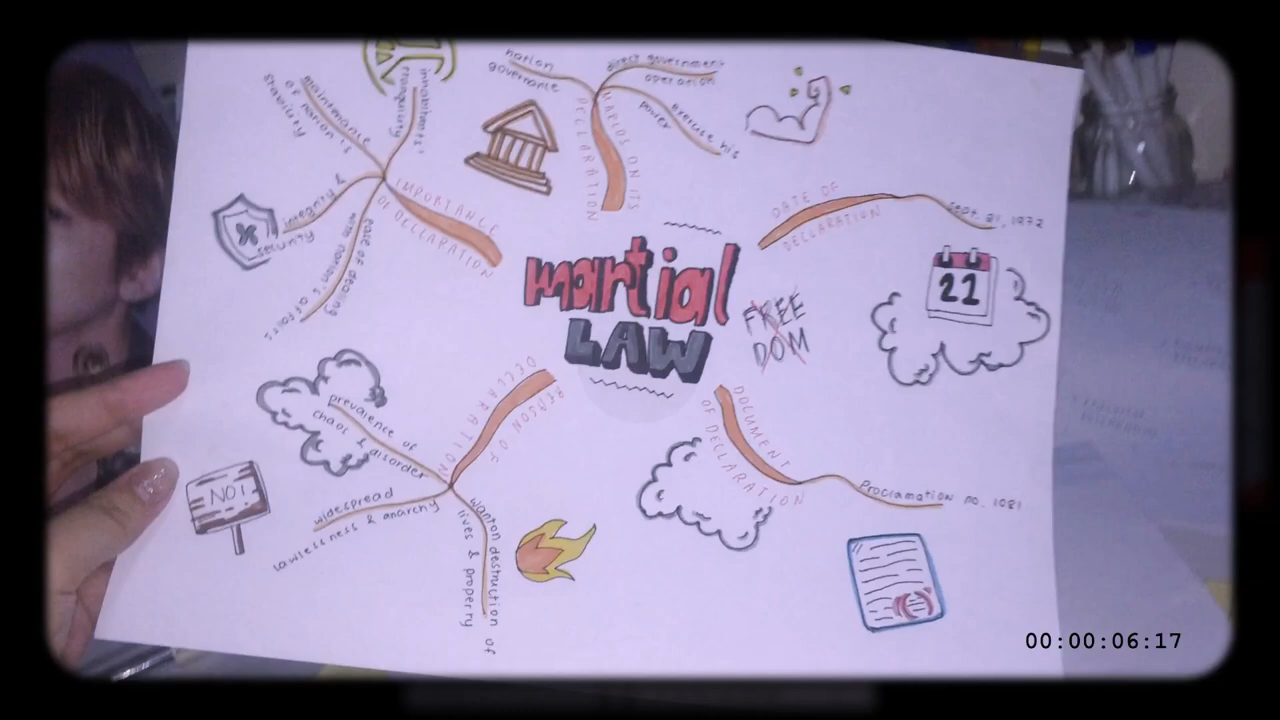 martial
LAW
FREE
DOM
MARCOS ON ITS
DECLARATION
nation
governance
direct government
operation
exercise his
power
DATE OF
DECLARATION
Sept. 21, 1972
21
DOCUMENT
OF DECLARATION
Proclamation no. 1081
REASON OF
DECLARATION
prevalence of
chaos & disorder
widespread
lawlessness & anarchy
wanton destruction of
lives & property
NO!
IMPORTANCE
OF DECLARATION
inhabitants'
tranquility
maintenance
of nation's
stability
integrity &
security
ease of dealing
with nation's affairs
00:00:06:17